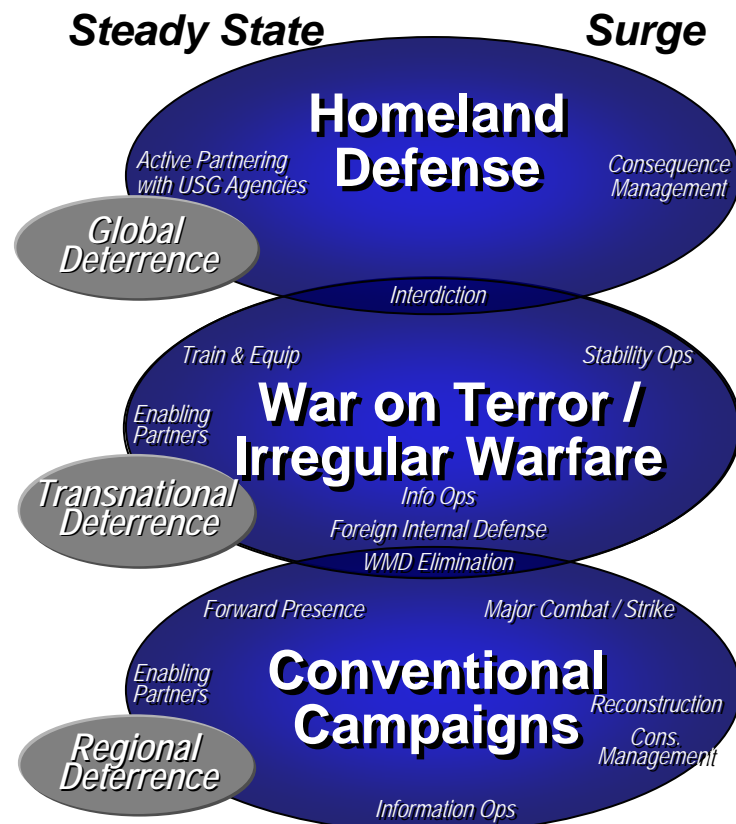 Steady State
Surge
Homeland
Defense
Active Partnering
with USG Agencies
Consequence
Management
Global
Deterrence
Interdiction
Train & Equip
Stability Ops
War on Terror /
Irregular Warfare
Enabling
Partners
Transnational
Deterrence
Info Ops
Foreign Internal Defense
WMD Elimination
Forward Presence
Major Combat / Strike
Conventional
Campaigns
Enabling
Partners
Reconstruction
Cons.
Management
Regional
Deterrence
Information Ops